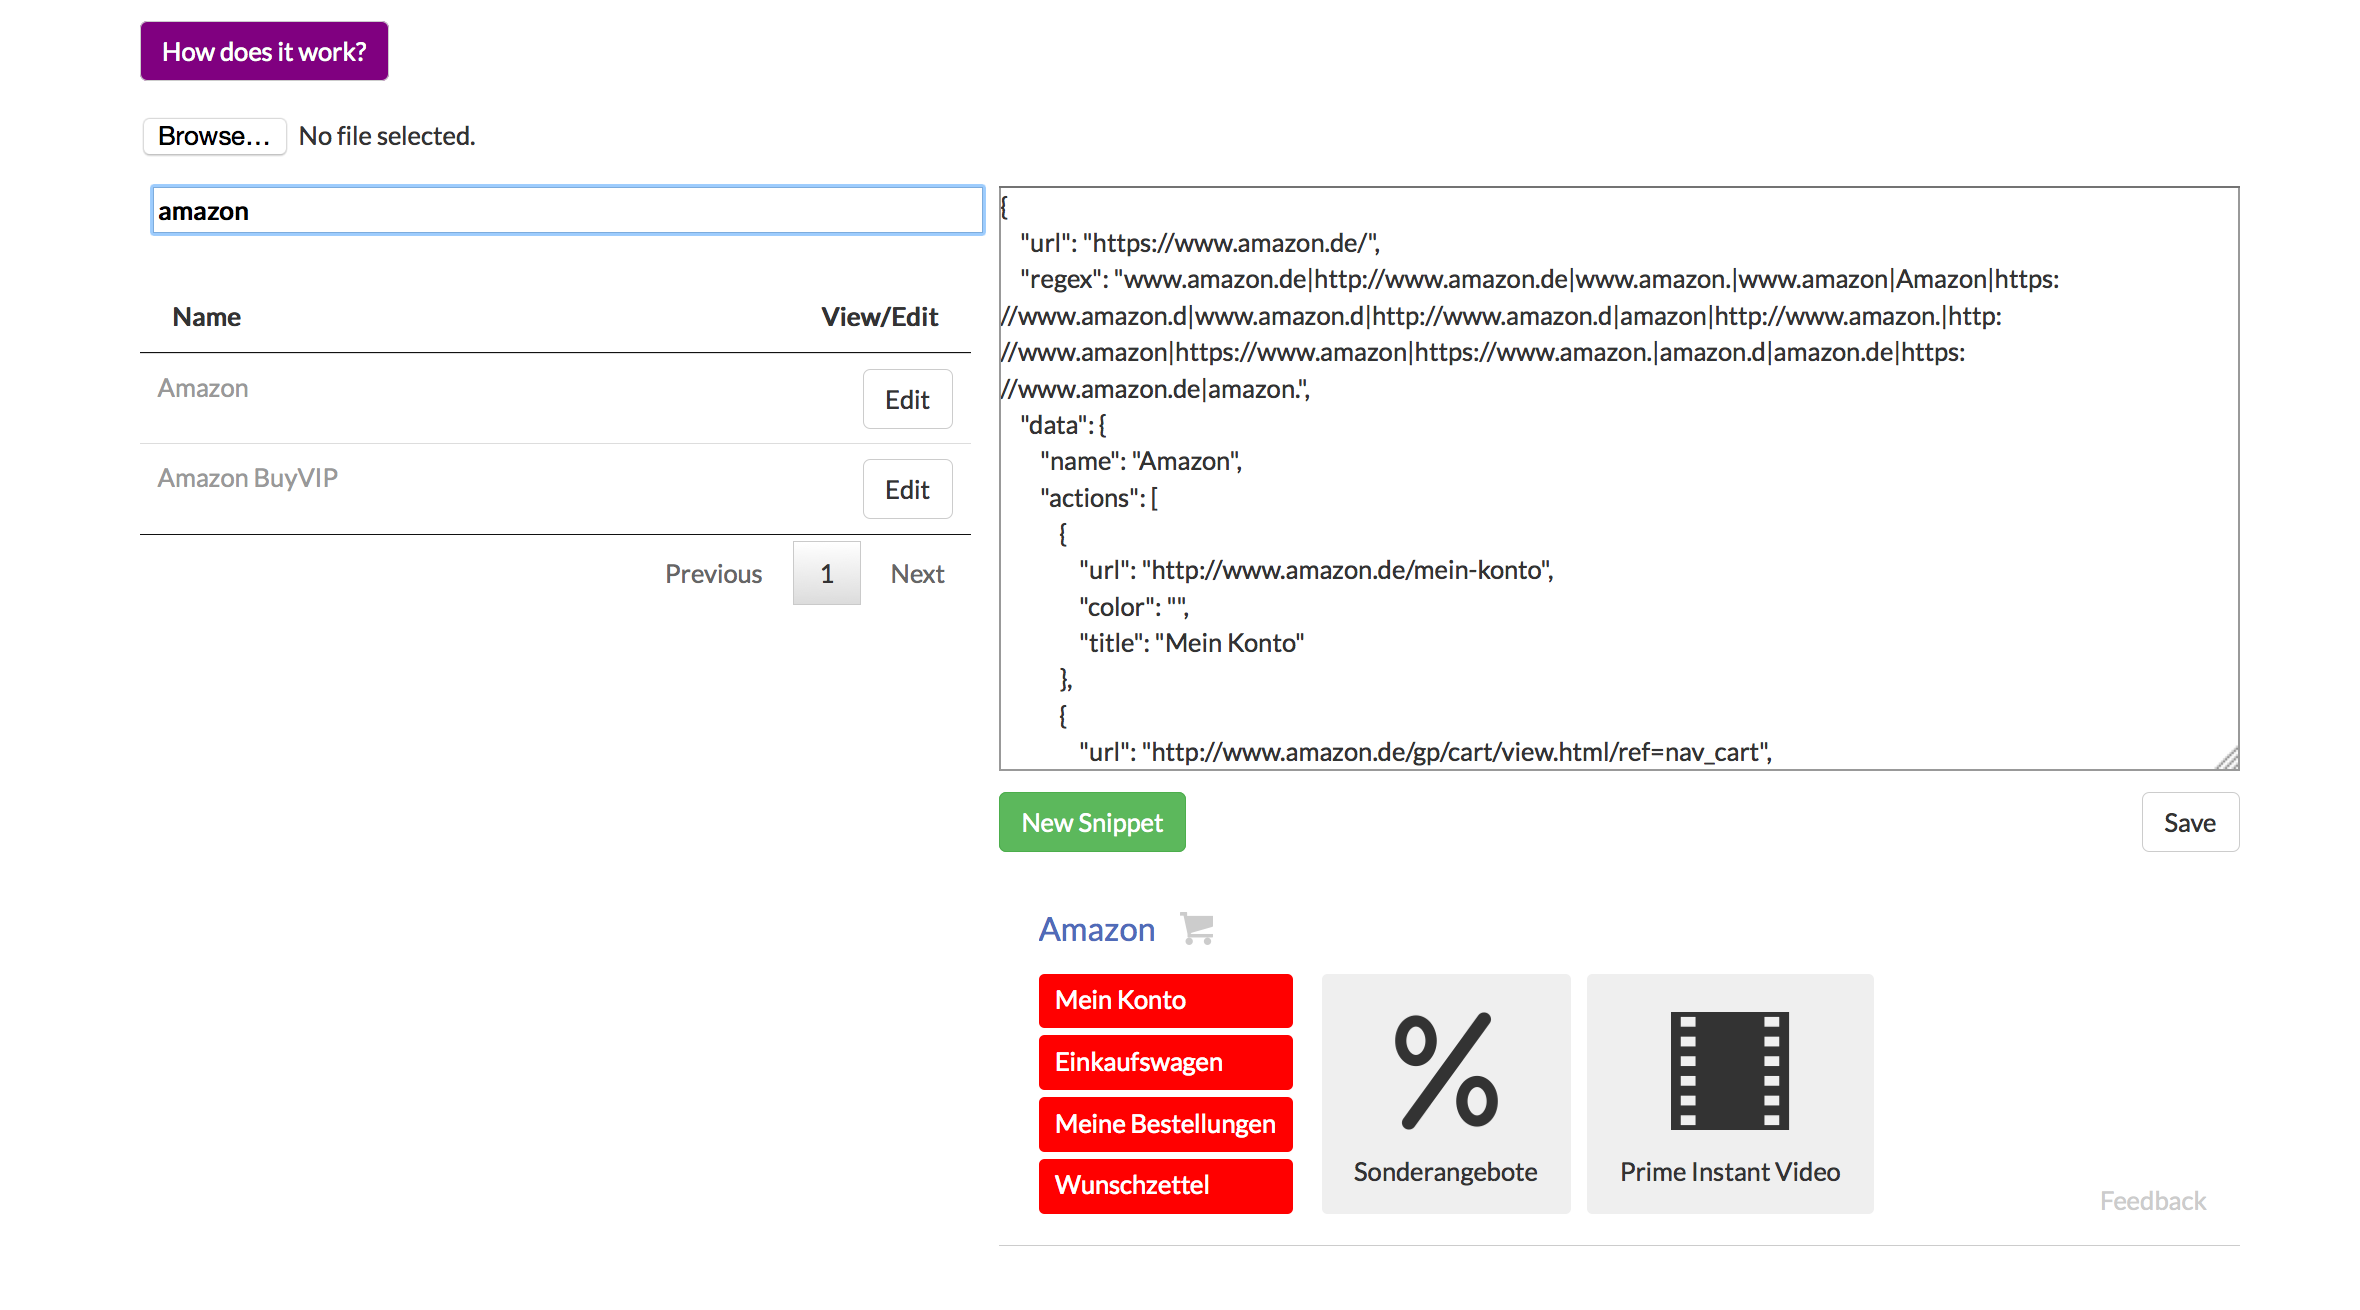 How does it work?
Browse... No file selected.
amazon
Name View/Edit
Amazon Edit
Amazon BuyVIP Edit
Previous 1 Next
{
"url": "https://www.amazon.de/",
"regex": "www.amazon.de|http://www.amazon.de|www.amazon.|www.amazon|Amazon|https:
//www.amazon.d|www.amazon.d|http://www.amazon.d|amazon|http://www.amazon.|http:
//www.amazon|https://www.amazon|https://www.amazon.|amazon.d|amazon.de|https:
//www.amazon.de|amazon.",
"data": {
"name": "Amazon",
"actions": [
{
"url": "http://www.amazon.de/mein-konto",
"color": "",
"title": "Mein Konto"
},
{
"url": "http://www.amazon.de/gp/cart/view.html/ref=nav_cart",
New Snippet Save
Amazon
Mein Konto
Einkaufswagen
Meine Bestellungen
Wunschzettel
%
Sonderangebote
Prime Instant Video
Feedback